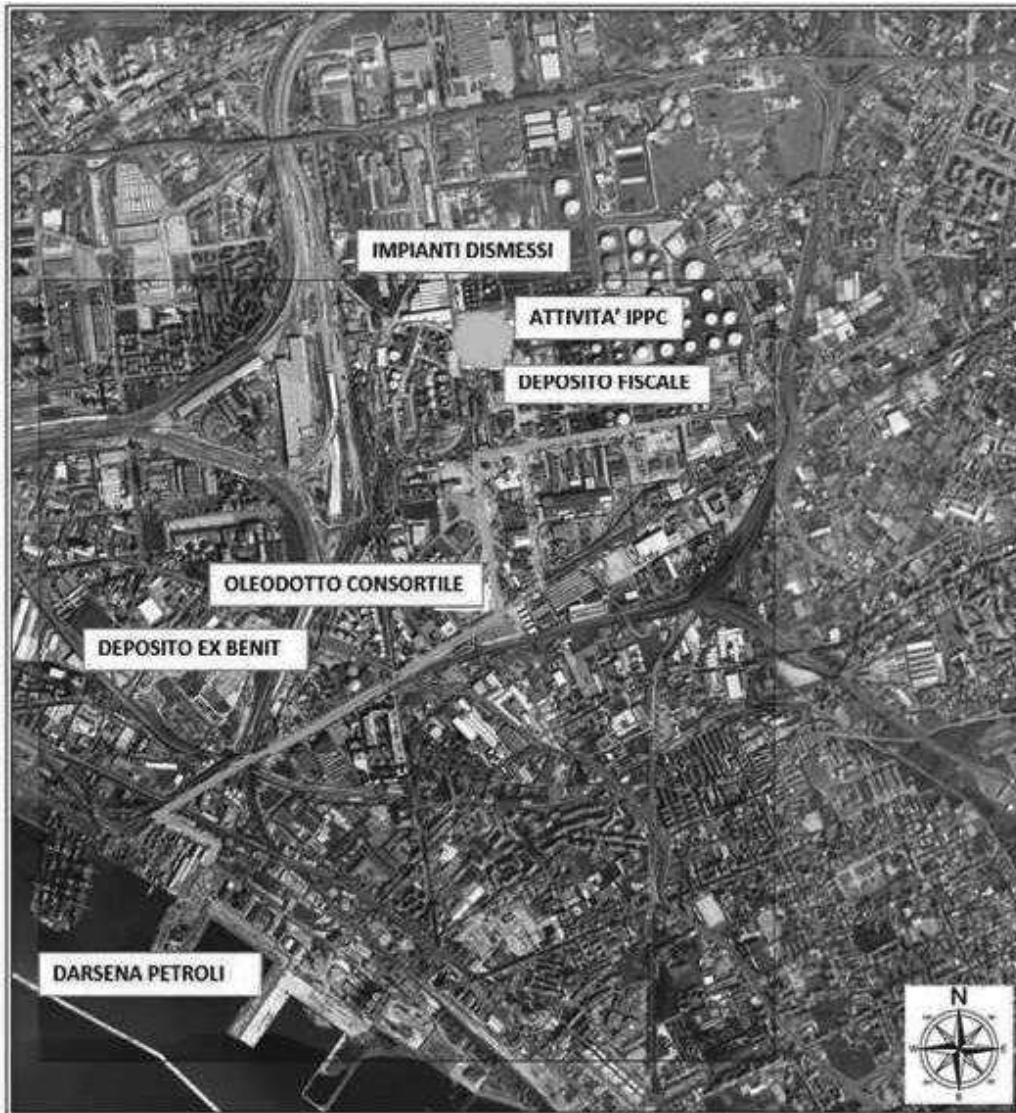 IMPIANTI DISMESSI
ATTIVITA' IPPC
DEPOSITO FISCALE
OLEODOTTO CONSORTILE
DEPOSITO EX BENIT
DARSENA PETROLI
N
W
E
S